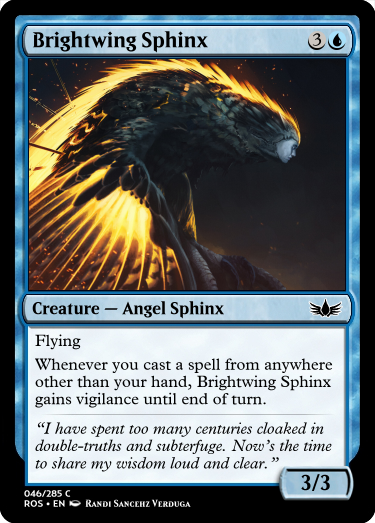 Brightwing Sphinx 3
Creature — Angel Sphinx
Flying
Whenever you cast a spell from anywhere
other than your hand, Brightwing Sphinx
gains vigilance until end of turn.
“I have spent too many centuries cloaked in
double-truths and subterfuge. Now’s the time
to share my wisdom loud and clear.”
3/3
046/285 C
ROS • EN Randi Sancehz Verduga